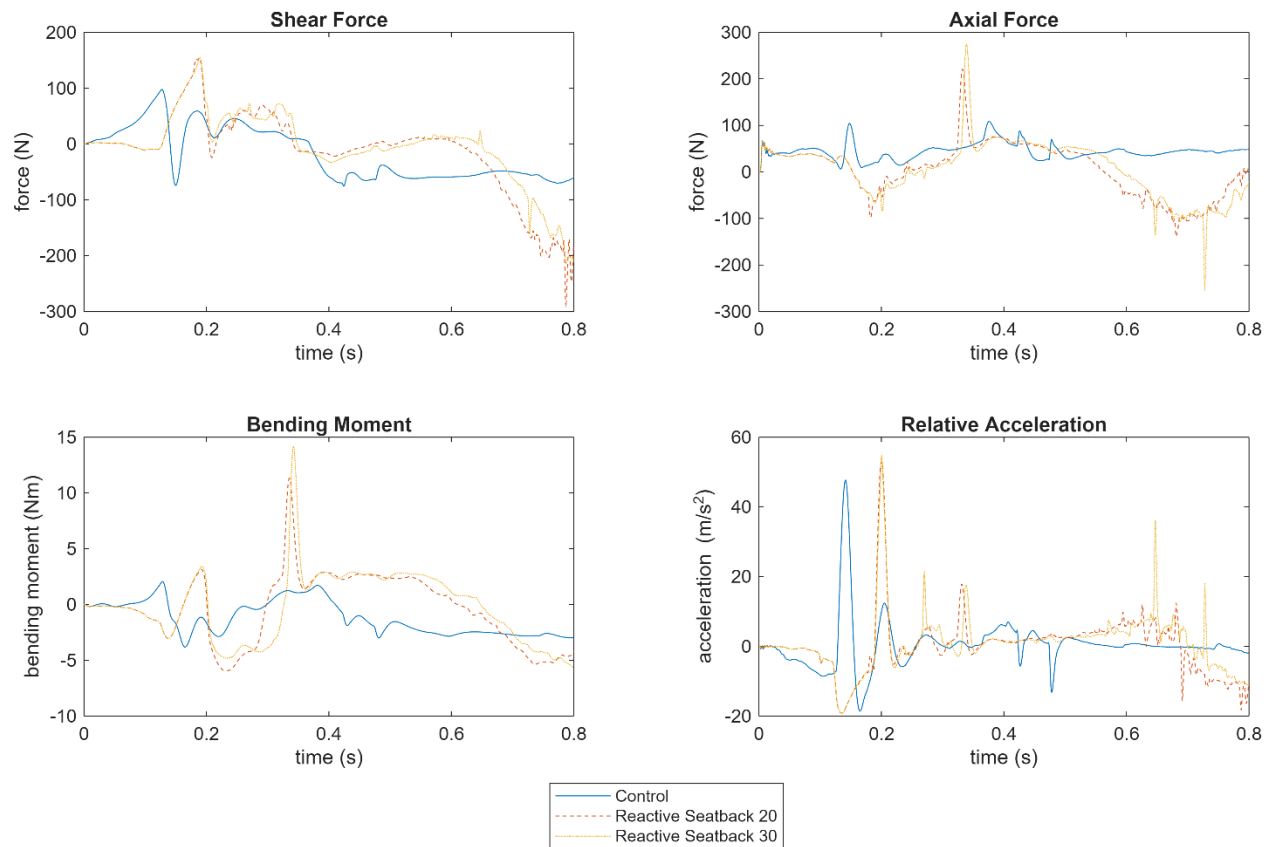 Shear Force
200
100
0
-100
-200
-300
force (N)
0 0.2 0.4 0.6 0.8
time (s)
Axial Force
300
200
100
0
-100
-200
-300
force (N)
0 0.2 0.4 0.6 0.8
time (s)
Bending Moment
15
10
5
0
-5
-10
bending moment (Nm)
0 0.2 0.4 0.6 0.8
time (s)
Relative Acceleration
60
40
20
0
-20
acceleration (m/s²)
0 0.2 0.4 0.6 0.8
time (s)
Control
Reactive Seatback 20
Reactive Seatback 30